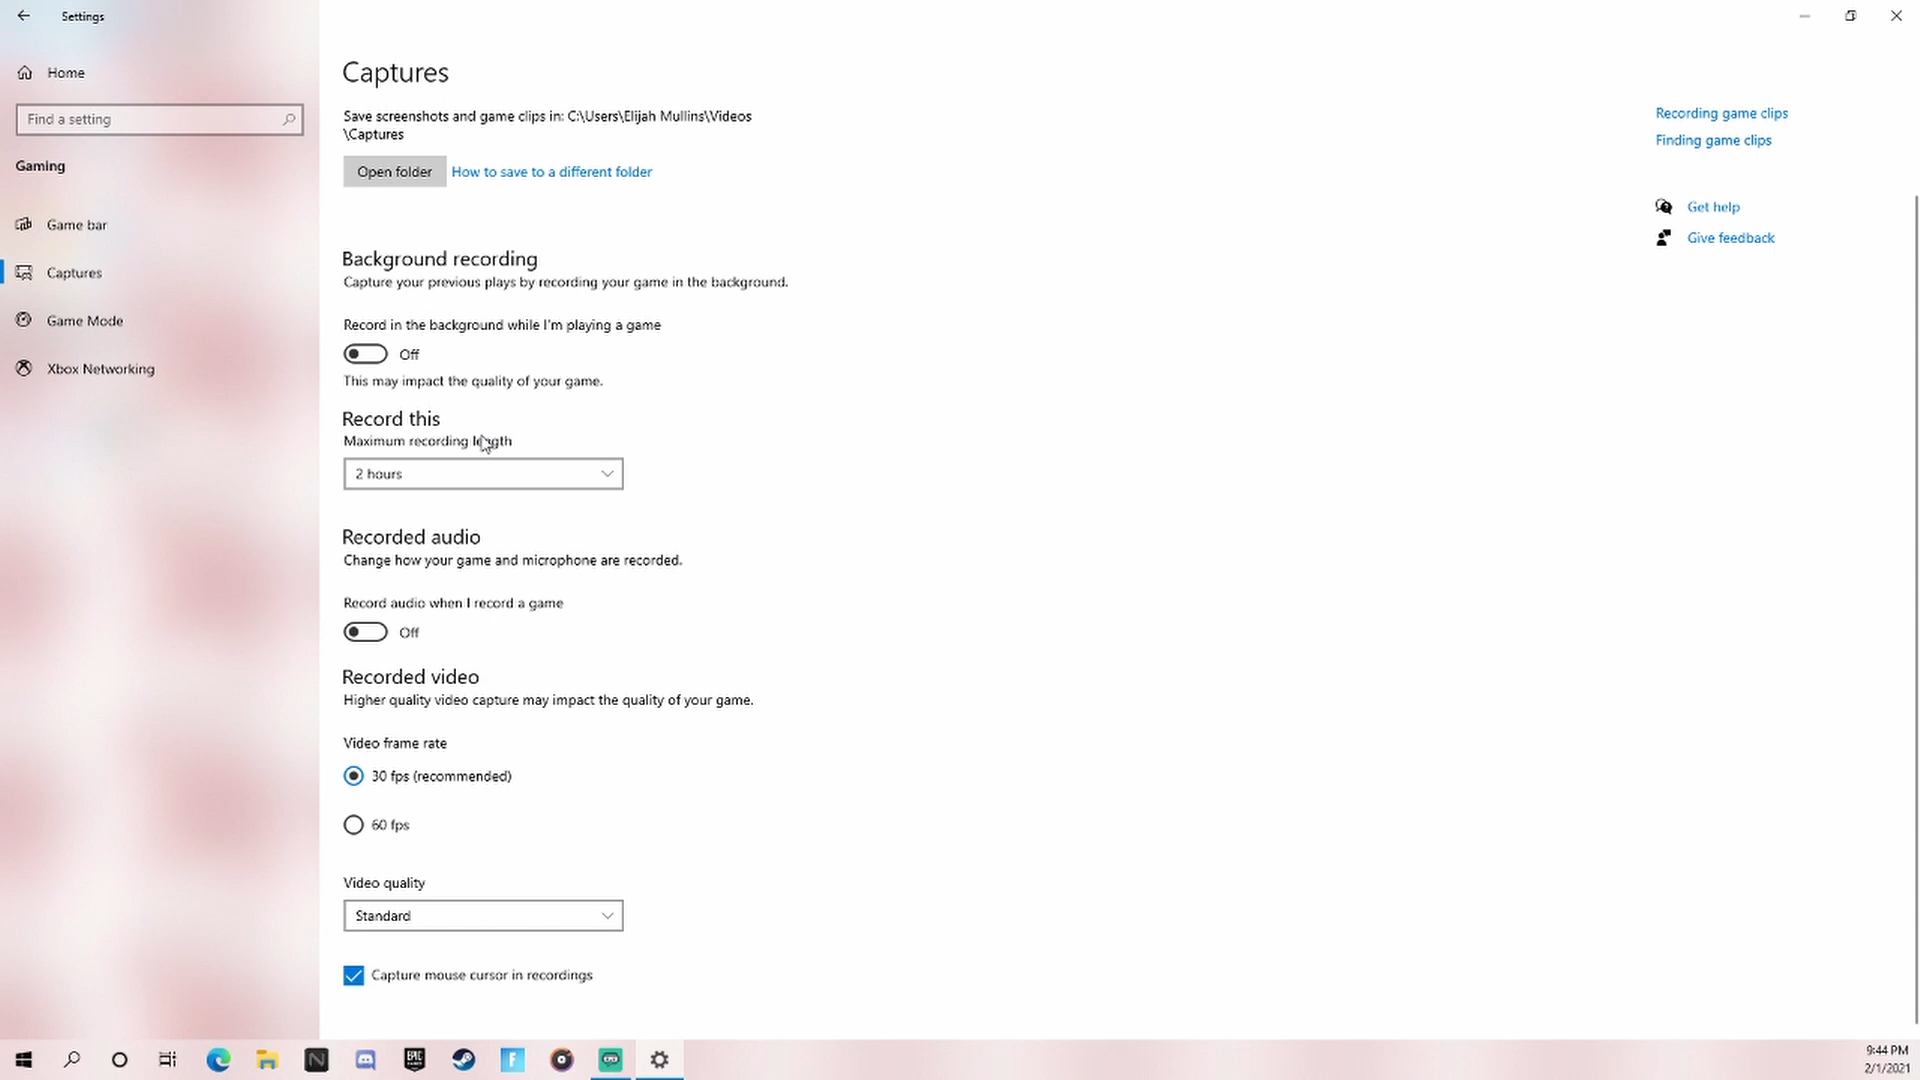 Settings
Home
Find a setting
Gaming
Game bar
Captures
Game Mode
Xbox Networking
Captures
Save screenshots and game clips in: C:\Users\Elijah Mullins\Videos
\Captures
Open folder How to save to a different folder
Background recording
Capture your previous plays by recording your game in the background.
Record in the background while I'm playing a game
Off
This may impact the quality of your game.
Record this
Maximum recording length
2 hours
Recorded audio
Change how your game and microphone are recorded.
Record audio when I record a game
Off
Recorded video
Higher quality video capture may impact the quality of your game.
Video frame rate
30 fps (recommended)
60 fps
Video quality
Standard
Capture mouse cursor in recordings
Recording game clips
Finding game clips
Get help
Give feedback
N
EPIC
F
9:44 PM
2/1/2021